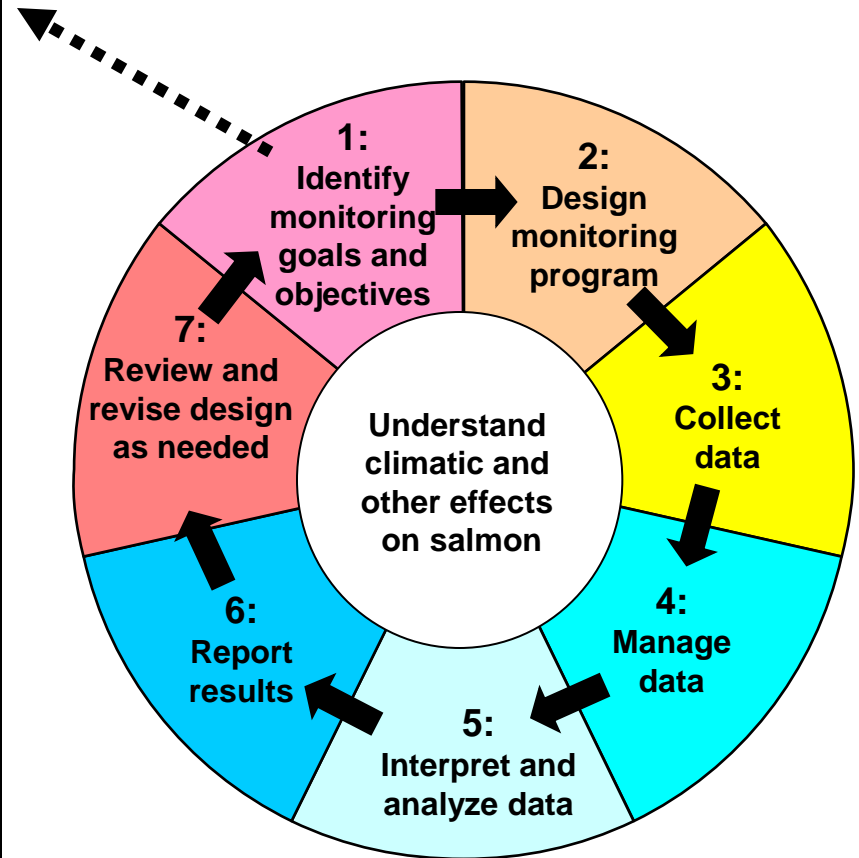 1:
Identify
monitoring
goals and
objectives
2:
Design
monitoring
program
3:
Collect
data
4:
Manage
data
5:
Interpret and
analyze data
6:
Report
results
7:
Review and
revise design
as needed
Understand
climatic and
other effects
on salmon